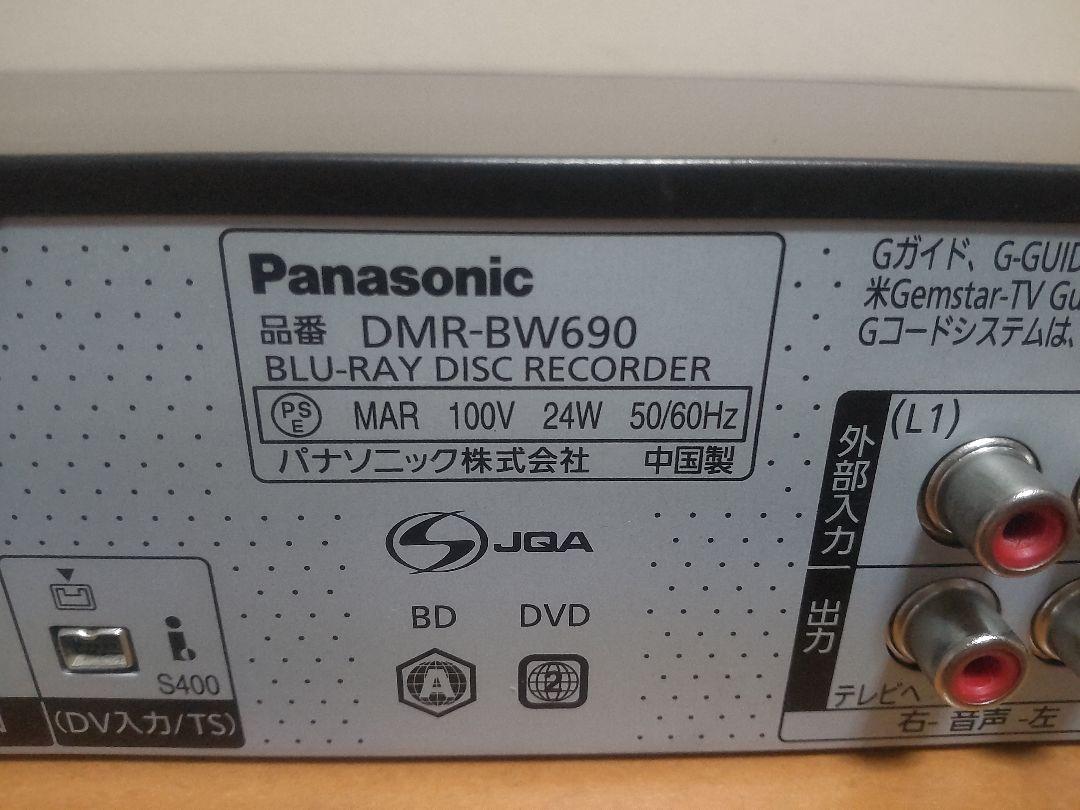 Panasonic
品番 DMR-BW690
BLU-RAY DISC RECORDER
PS E MAR 100V 24W 50/60Hz
パナソニック株式会社 中国製
JQA
BD DVD
A 2
Gガイド、G-GUID
米Gemstar-TV Gu
Gコードシステムは、
(L1)
外部入力
出力
テレビへ
右-音声-左
i
S400
(DV入力/TS)